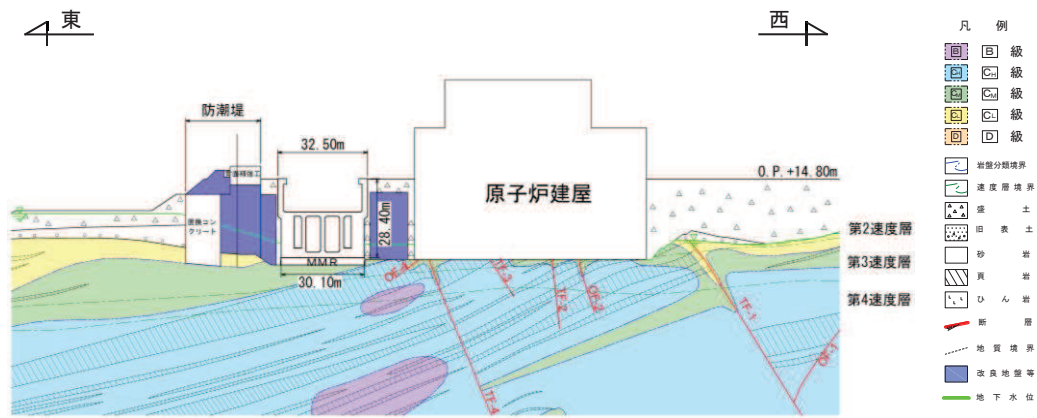 東
西
防潮堤
32.50m
原子炉建屋
O.P.+14.80m
28.40m
置換コン
クリート
MMR
30.10m
第2速度層
第3速度層
第4速度層
OF-4
TF-3
TF-2
OF-2
TF-1
TF-4
OF-1
凡 例
B B 級
CH CH 級
CM CM 級
CL CL 級
D D 級
岩盤分類境界
速度層境界
盛 土
旧 表 土
砂 岩
頁 岩
ひ ん 岩
断 層
地 質 境 界
改 良 地 盤 等
地 下 水 位